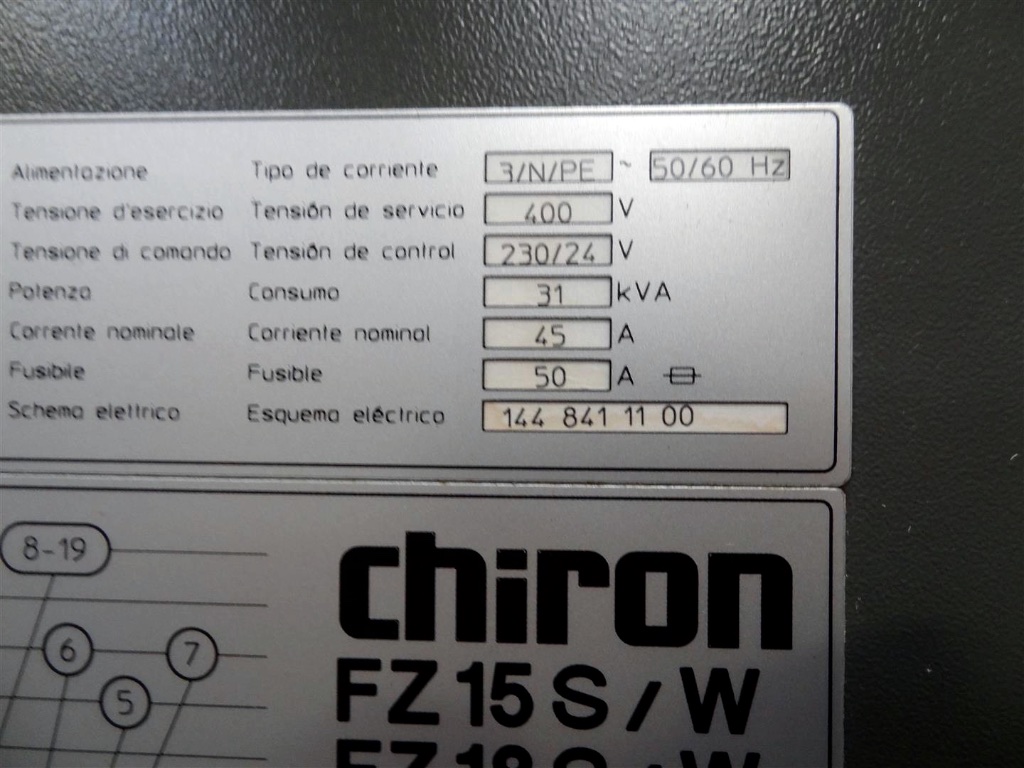 Alimentazione Tipo de corriente 3/N/PE ~ 50/60 Hz
Tensione d'esercizio Tensión de servicio 400 V
Tensione di comando Tensión de control 230/24 V
Potenza Consumo 31 kVA
Corrente nominale Corriente nominal 45 A
Fusibile Fusible 50 A
Schema elettrico Esquema eléctrico 144 841 11 00
8-19
chiron
6
7
FZ 15 S / W
5
FZ 18 S / W